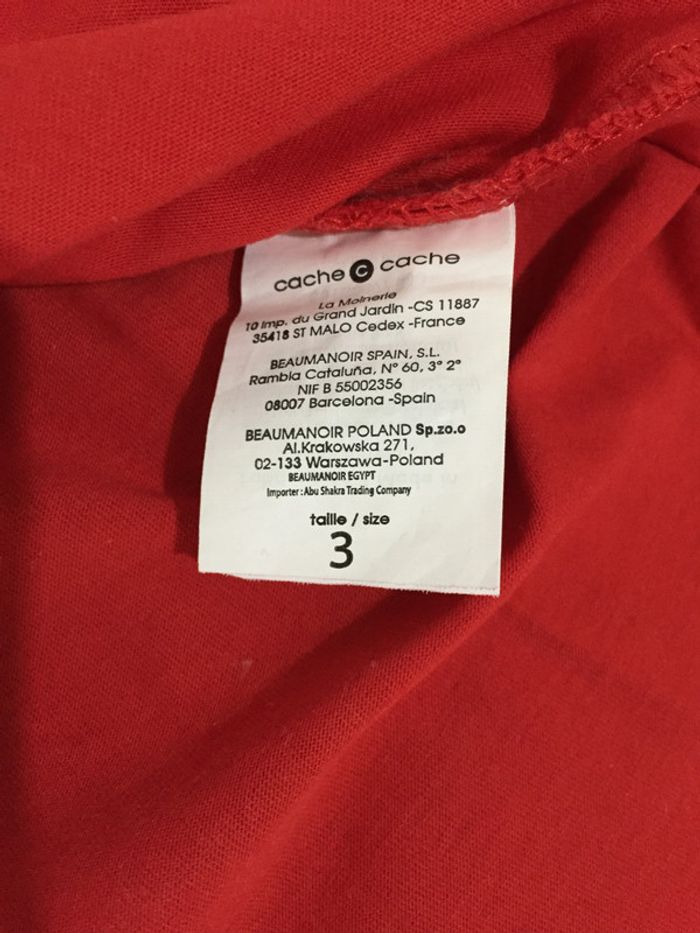 cache c cache
La Moinerie
10 Imp. du Grand Jardin -CS 11887
35418 ST MALO Cedex -France
BEAUMANOIR SPAIN, S.L.
Rambla Cataluña, N° 60, 3° 2°
NIF B 55002356
08007 Barcelona -Spain
BEAUMANOIR POLAND Sp.zo.o
Al.Krakowska 271,
02-133 Warszawa-Poland
BEAUMANOIR EGYPT
Importer : Abu Shakra Trading Company
taille / size
3